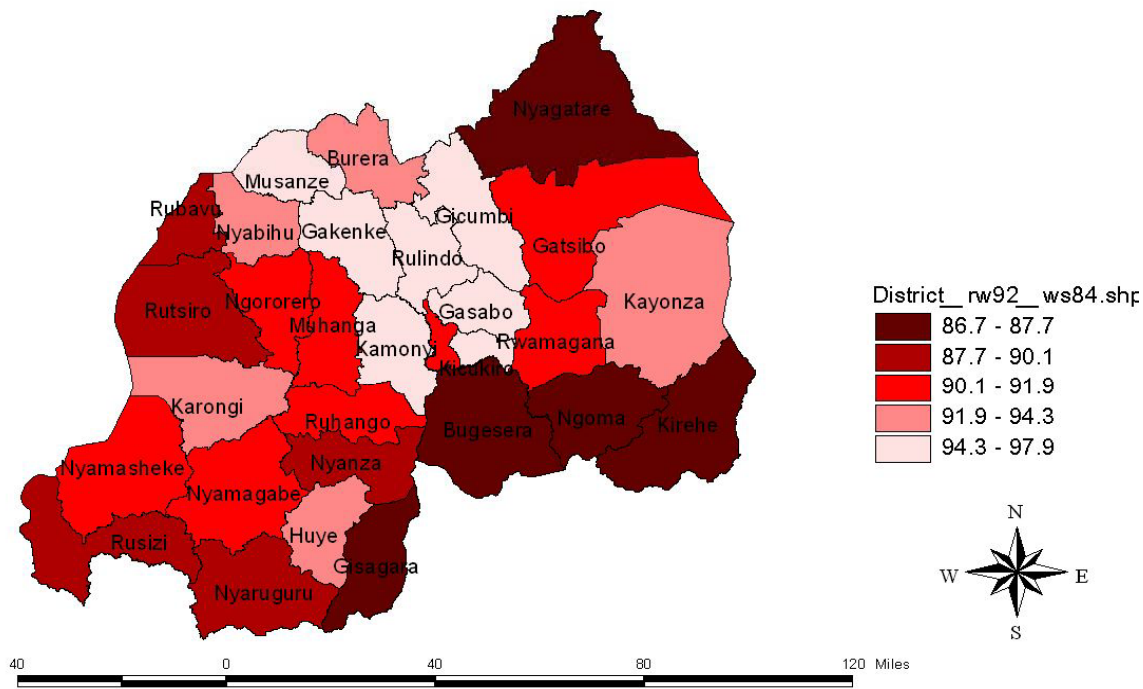 Nyagatare
Burera
Musanze
Rubavu
Nyabihu
Gakenke
Gicumbi
Rulindo
Gatsibo
Kayonza
Rutsiro
Ngororero
Muhanga
Gasabo
Kamonyi
Rwamagana
Kicukiro
Karongi
Ruhango
Bugesera
Ngoma
Kirehe
Nyamasheke
Nyanza
Nyamagabe
Huye
Rusizi
Gisagara
Nyaruguru
District__rw92__ws84.shp
86.7 - 87.7
87.7 - 90.1
90.1 - 91.9
91.9 - 94.3
94.3 - 97.9
N
W E
S
40 0 40 80 120 Miles